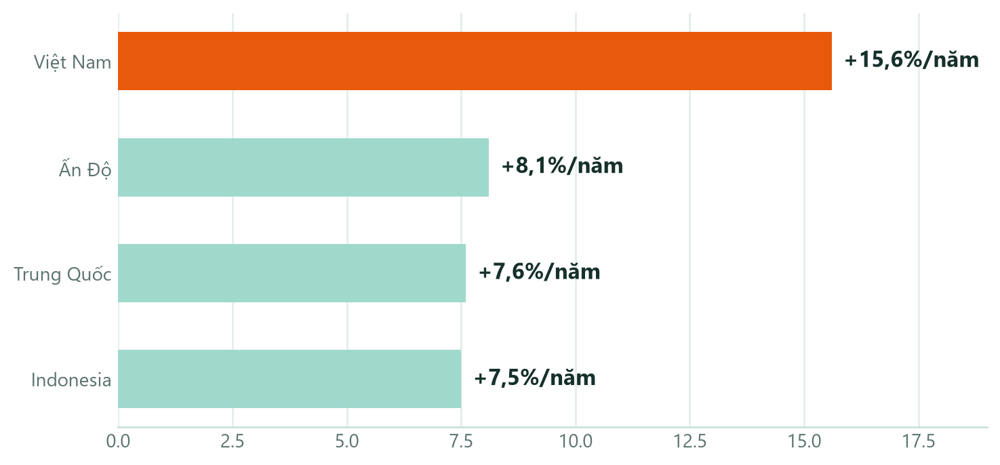 Việt Nam +15,6%/năm
Ấn Độ +8,1%/năm
Trung Quốc +7,6%/năm
Indonesia +7,5%/năm
0.0 2.5 5.0 7.5 10.0 12.5 15.0 17.5